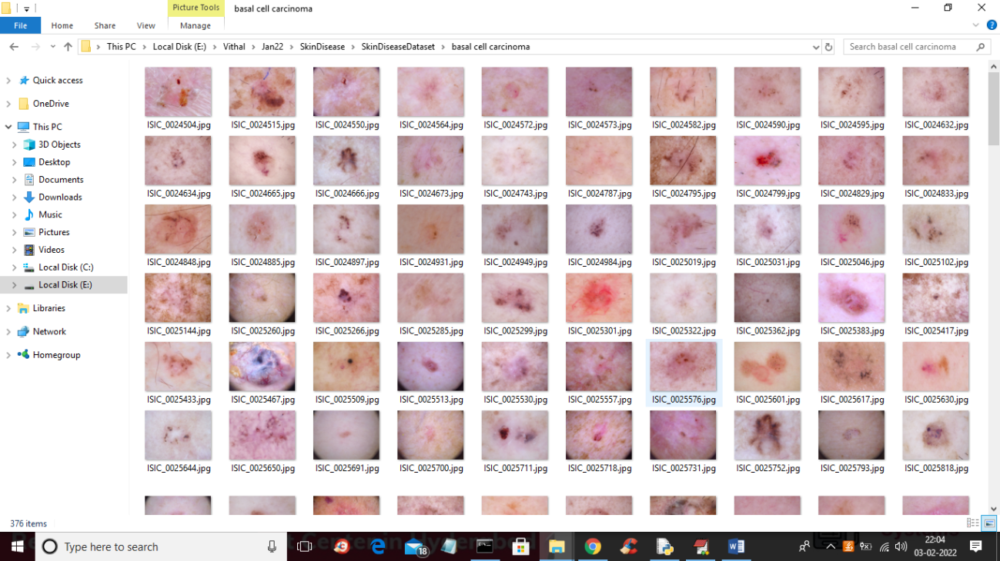 Picture Tools
basal cell carcinoma
File
Home
Share
View
Manage
This PC
Local Disk (E:)
Vithal
Jan22
SkinDisease
SkinDiseaseDataset
basal cell carcinoma
Search basal cell carcinoma
Quick access
OneDrive
This PC
3D Objects
Desktop
Documents
Downloads
Music
Pictures
Videos
Local Disk (C:)
Local Disk (E:)
Libraries
Network
Homegroup
ISIC_0024504.jpg
ISIC_0024515.jpg
ISIC_0024550.jpg
ISIC_0024564.jpg
ISIC_0024572.jpg
ISIC_0024573.jpg
ISIC_0024582.jpg
ISIC_0024590.jpg
ISIC_0024595.jpg
ISIC_0024632.jpg
ISIC_0024634.jpg
ISIC_0024665.jpg
ISIC_0024666.jpg
ISIC_0024673.jpg
ISIC_0024743.jpg
ISIC_0024787.jpg
ISIC_0024795.jpg
ISIC_0024799.jpg
ISIC_0024829.jpg
ISIC_0024833.jpg
ISIC_0024848.jpg
ISIC_0024885.jpg
ISIC_0024897.jpg
ISIC_0024931.jpg
ISIC_0024949.jpg
ISIC_0024984.jpg
ISIC_0025019.jpg
ISIC_0025031.jpg
ISIC_0025046.jpg
ISIC_0025102.jpg
ISIC_0025144.jpg
ISIC_0025260.jpg
ISIC_0025266.jpg
ISIC_0025285.jpg
ISIC_0025299.jpg
ISIC_0025301.jpg
ISIC_0025322.jpg
ISIC_0025362.jpg
ISIC_0025383.jpg
ISIC_0025417.jpg
ISIC_0025433.jpg
ISIC_0025467.jpg
ISIC_0025509.jpg
ISIC_0025513.jpg
ISIC_0025530.jpg
ISIC_0025557.jpg
ISIC_0025576.jpg
ISIC_0025601.jpg
ISIC_0025617.jpg
ISIC_0025630.jpg
ISIC_0025644.jpg
ISIC_0025650.jpg
ISIC_0025691.jpg
ISIC_0025700.jpg
ISIC_0025711.jpg
ISIC_0025718.jpg
ISIC_0025731.jpg
ISIC_0025752.jpg
ISIC_0025793.jpg
ISIC_0025818.jpg
376 items
Type here to search
18
22:04
03-02-2022